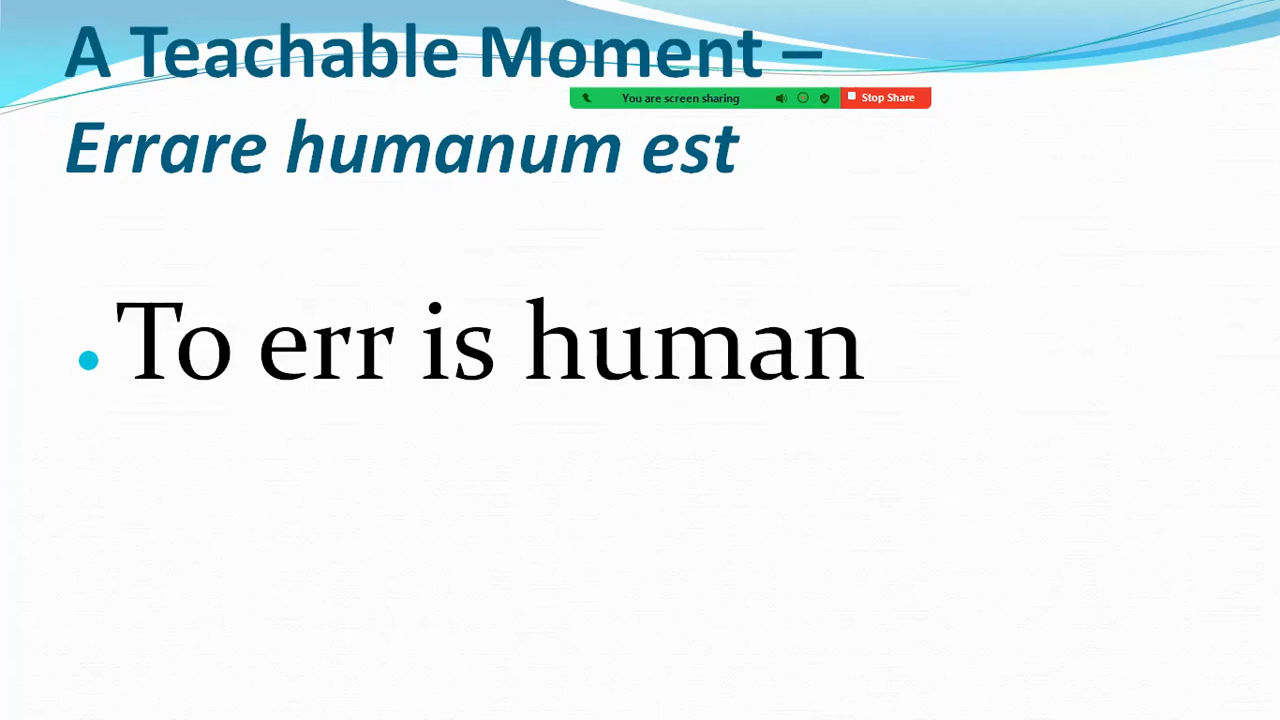 A Teachable Moment –
You are screen sharing Stop Share
Errare humanum est
• To err is human